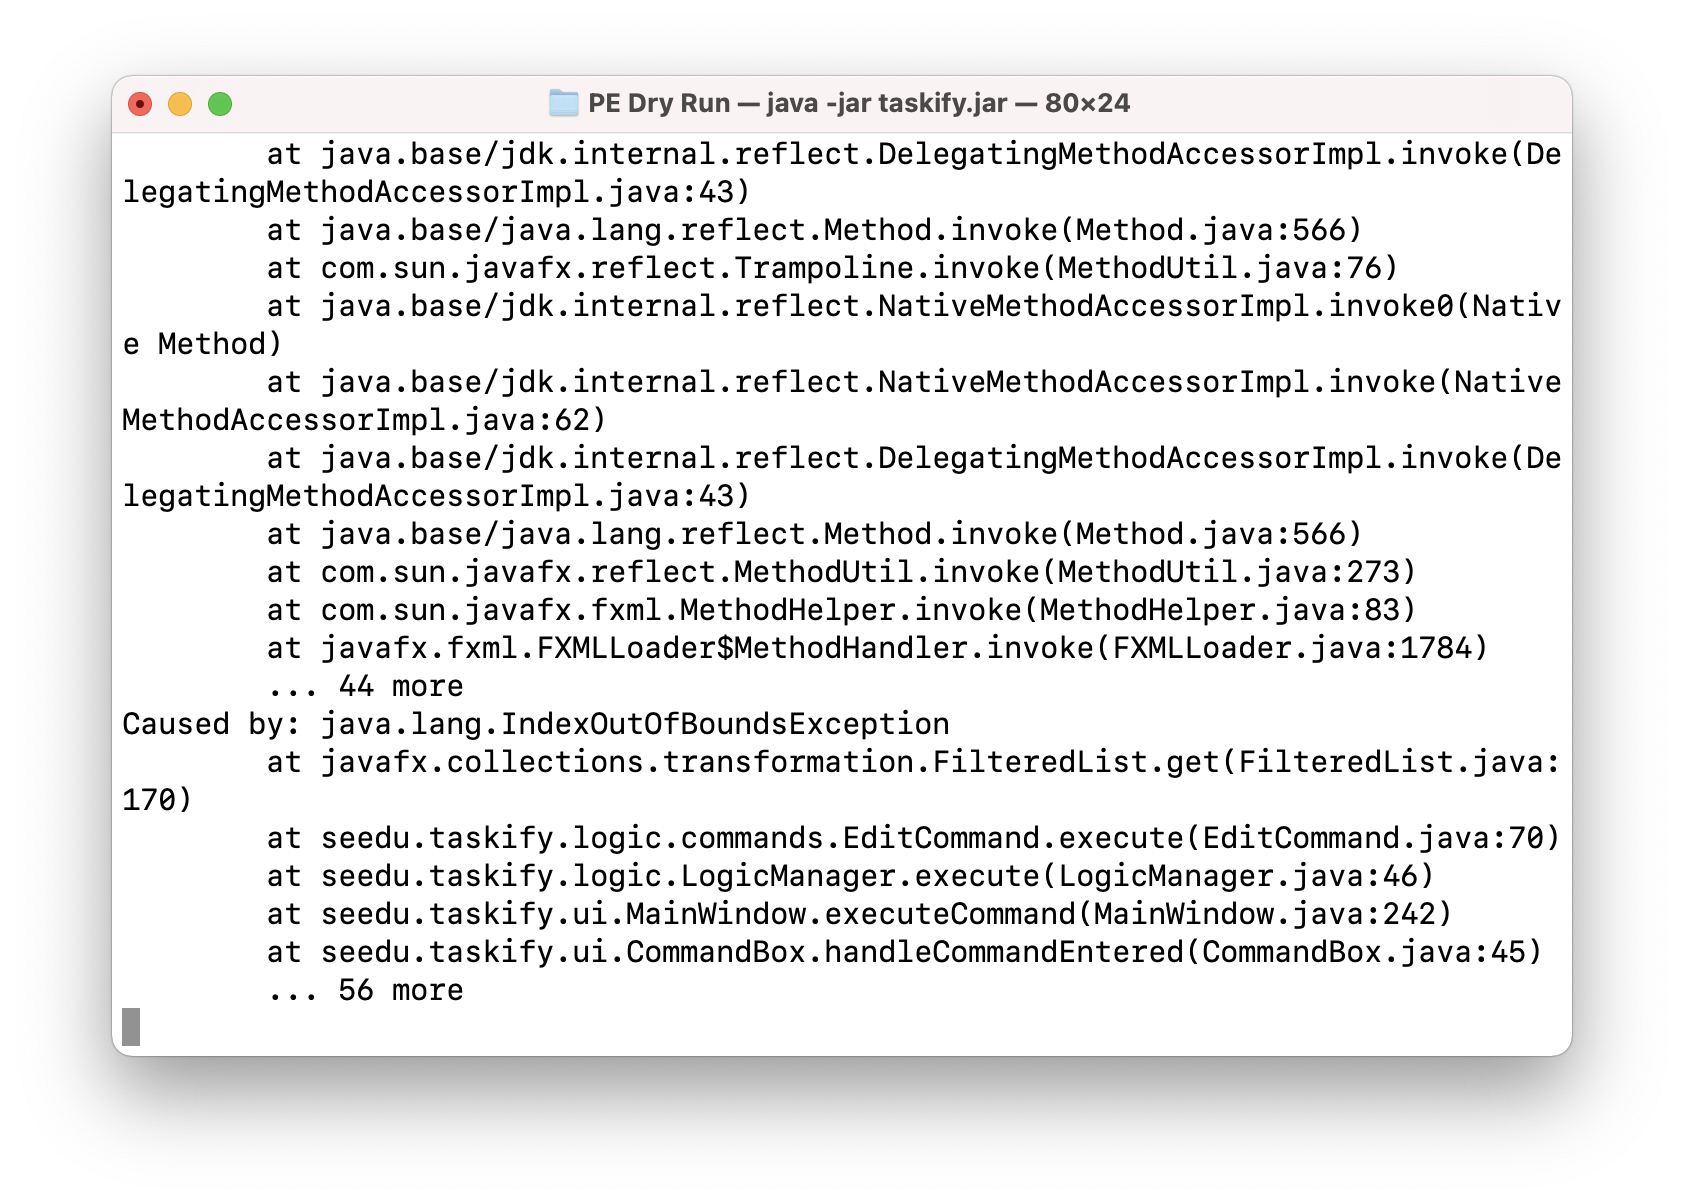 PE Dry Run — java -jar taskify.jar — 80×24
at java.base/jdk.internal.reflect.DelegatingMethodAccessorImpl.invoke(De
legatingMethodAccessorImpl.java:43)
at java.base/java.lang.reflect.Method.invoke(Method.java:566)
at com.sun.javafx.reflect.Trampoline.invoke(MethodUtil.java:76)
at java.base/jdk.internal.reflect.NativeMethodAccessorImpl.invoke0(Nativ
e Method)
at java.base/jdk.internal.reflect.NativeMethodAccessorImpl.invoke(Native
MethodAccessorImpl.java:62)
at java.base/jdk.internal.reflect.DelegatingMethodAccessorImpl.invoke(De
legatingMethodAccessorImpl.java:43)
at java.base/java.lang.reflect.Method.invoke(Method.java:566)
at com.sun.javafx.reflect.MethodUtil.invoke(MethodUtil.java:273)
at com.sun.javafx.fxml.MethodHelper.invoke(MethodHelper.java:83)
at javafx.fxml.FXMLLoader$MethodHandler.invoke(FXMLLoader.java:1784)
... 44 more
Caused by: java.lang.IndexOutOfBoundsException
at javafx.collections.transformation.FilteredList.get(FilteredList.java:
170)
at seedu.taskify.logic.commands.EditCommand.execute(EditCommand.java:70)
at seedu.taskify.logic.LogicManager.execute(LogicManager.java:46)
at seedu.taskify.ui.MainWindow.executeCommand(MainWindow.java:242)
at seedu.taskify.ui.CommandBox.handleCommandEntered(CommandBox.java:45)
... 56 more